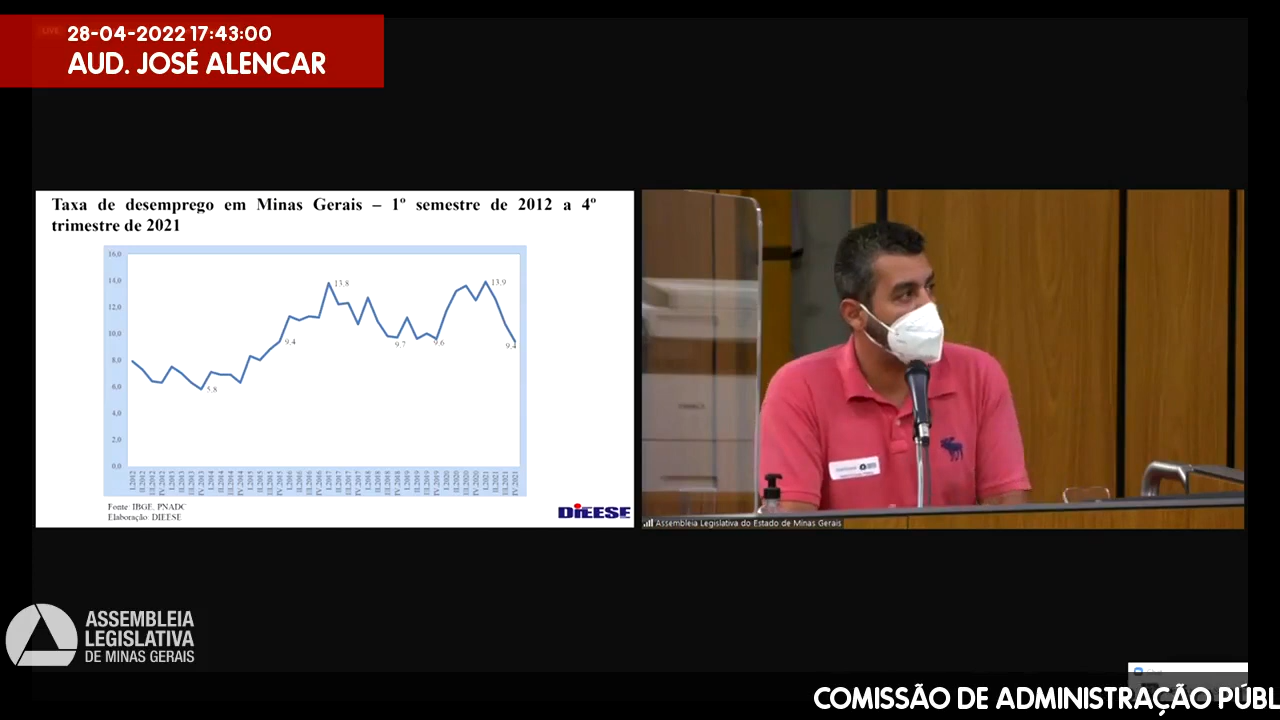 28-04-2022 17:43:00
AUD. JOSÉ ALENCAR
Taxa de desemprego em Minas Gerais – 1º semestre de 2012 a 4º
trimestre de 2021
16,0
14,0
12,0
10,0
8,0
6,0
4,0
2,0
0,0
13,8
13,9
9,4
9,7
9,6
9,4
5,8
Fonte IBGE. PNADC
Elaboração DIEESE
DIEESE
Assembleia Legislativa do Estado de Minas Gerais
ASSEMBLEIA
LEGISLATIVA
DE MINAS GERAIS
COMISSÃO DE ADMINISTRAÇÃO PÚBL